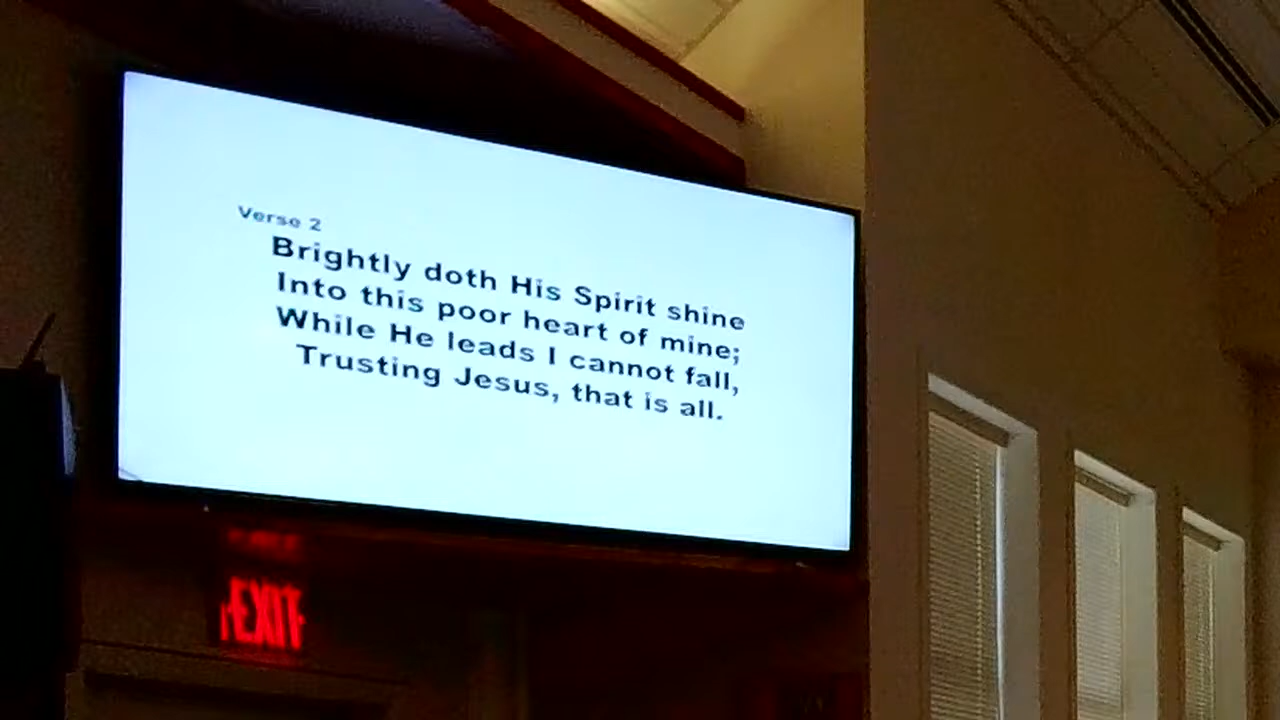 Verse 2
Brightly doth His Spirit shine
Into this poor heart of mine;
While He leads I cannot fall,
Trusting Jesus, that is all.
EXIT